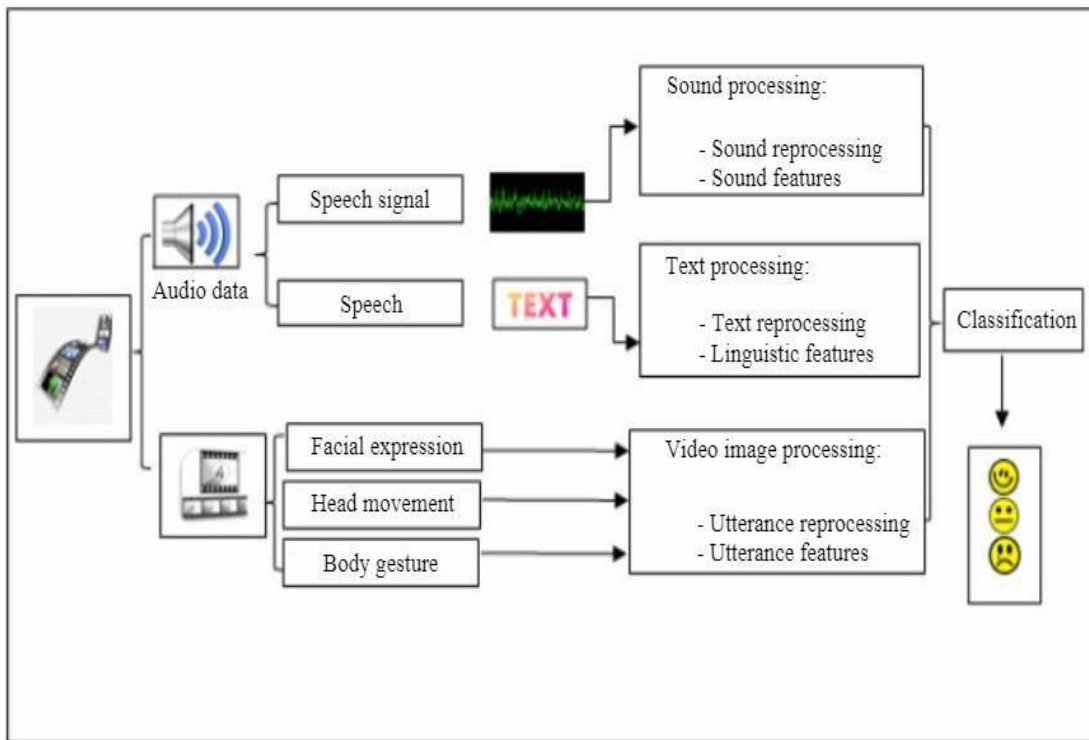 Sound processing:
- Sound reprocessing
- Sound features
Speech signal
Audio data
Speech
TEXT
Text processing:
- Text reprocessing
- Linguistic features
Classification
Facial expression
Head movement
Body gesture
Video image processing:
- Utterance reprocessing
- Utterance features
4